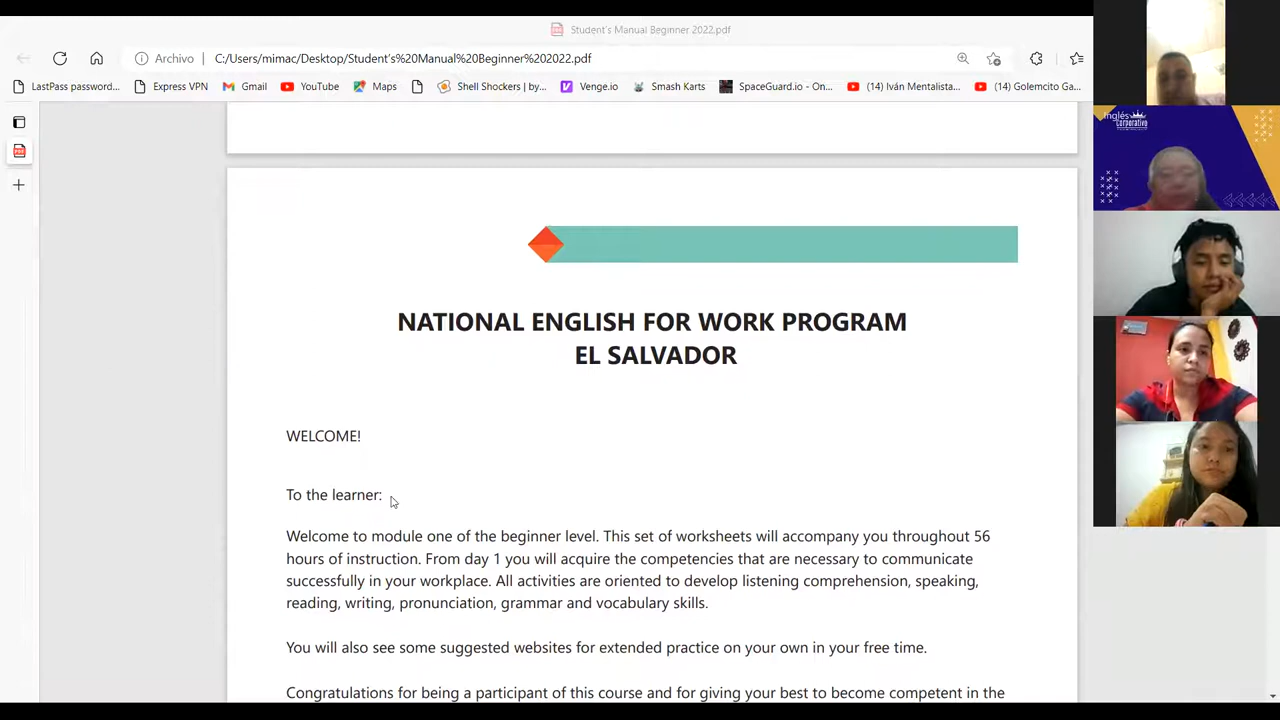 Student's Manual Beginner 2022.pdf
Archivo
C:/Users/mimac/Desktop/Student's%20Manual%20Beginner%202022.pdf
LastPass password...
Express VPN
Gmail
YouTube
Maps
Shell Shockers | by...
Venge.io
Smash Karts
SpaceGuard.io - On...
(14) Iván Mentalista...
(14) Golemcito Ga...
Inglés
corporativo
NATIONAL ENGLISH FOR WORK PROGRAM
EL SALVADOR
WELCOME!
To the learner:
Welcome to module one of the beginner level. This set of worksheets will accompany you throughout 56
hours of instruction. From day 1 you will acquire the competencies that are necessary to communicate
successfully in your workplace. All activities are oriented to develop listening comprehension, speaking,
reading, writing, pronunciation, grammar and vocabulary skills.
You will also see some suggested websites for extended practice on your own in your free time.
Congratulations for being a participant of this course and for giving your best to become competent in the